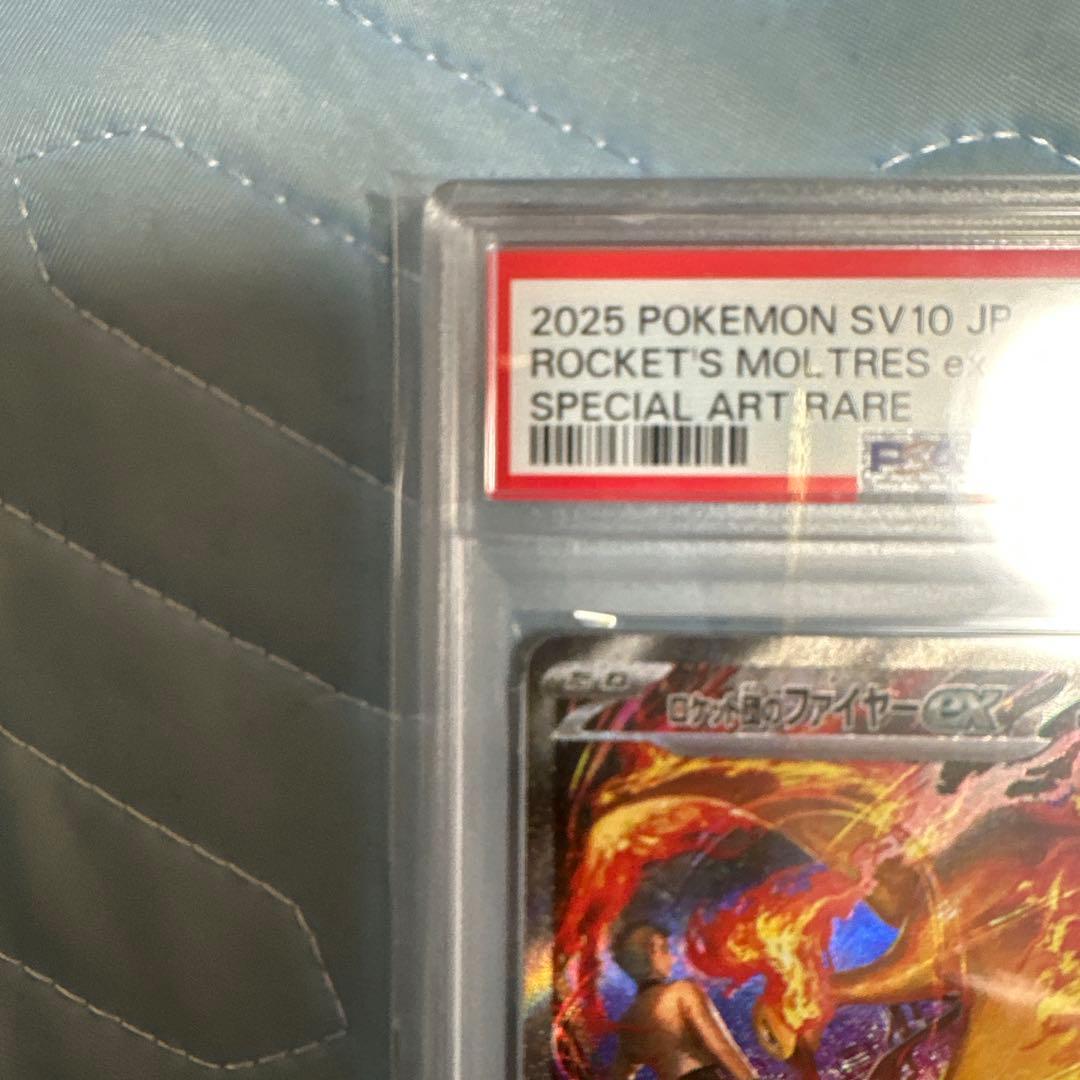 2025 POKEMON SV10 JP
ROCKET'S MOLTRES ex
SPECIAL ART RARE
PSA
ロケット団のファイヤーex